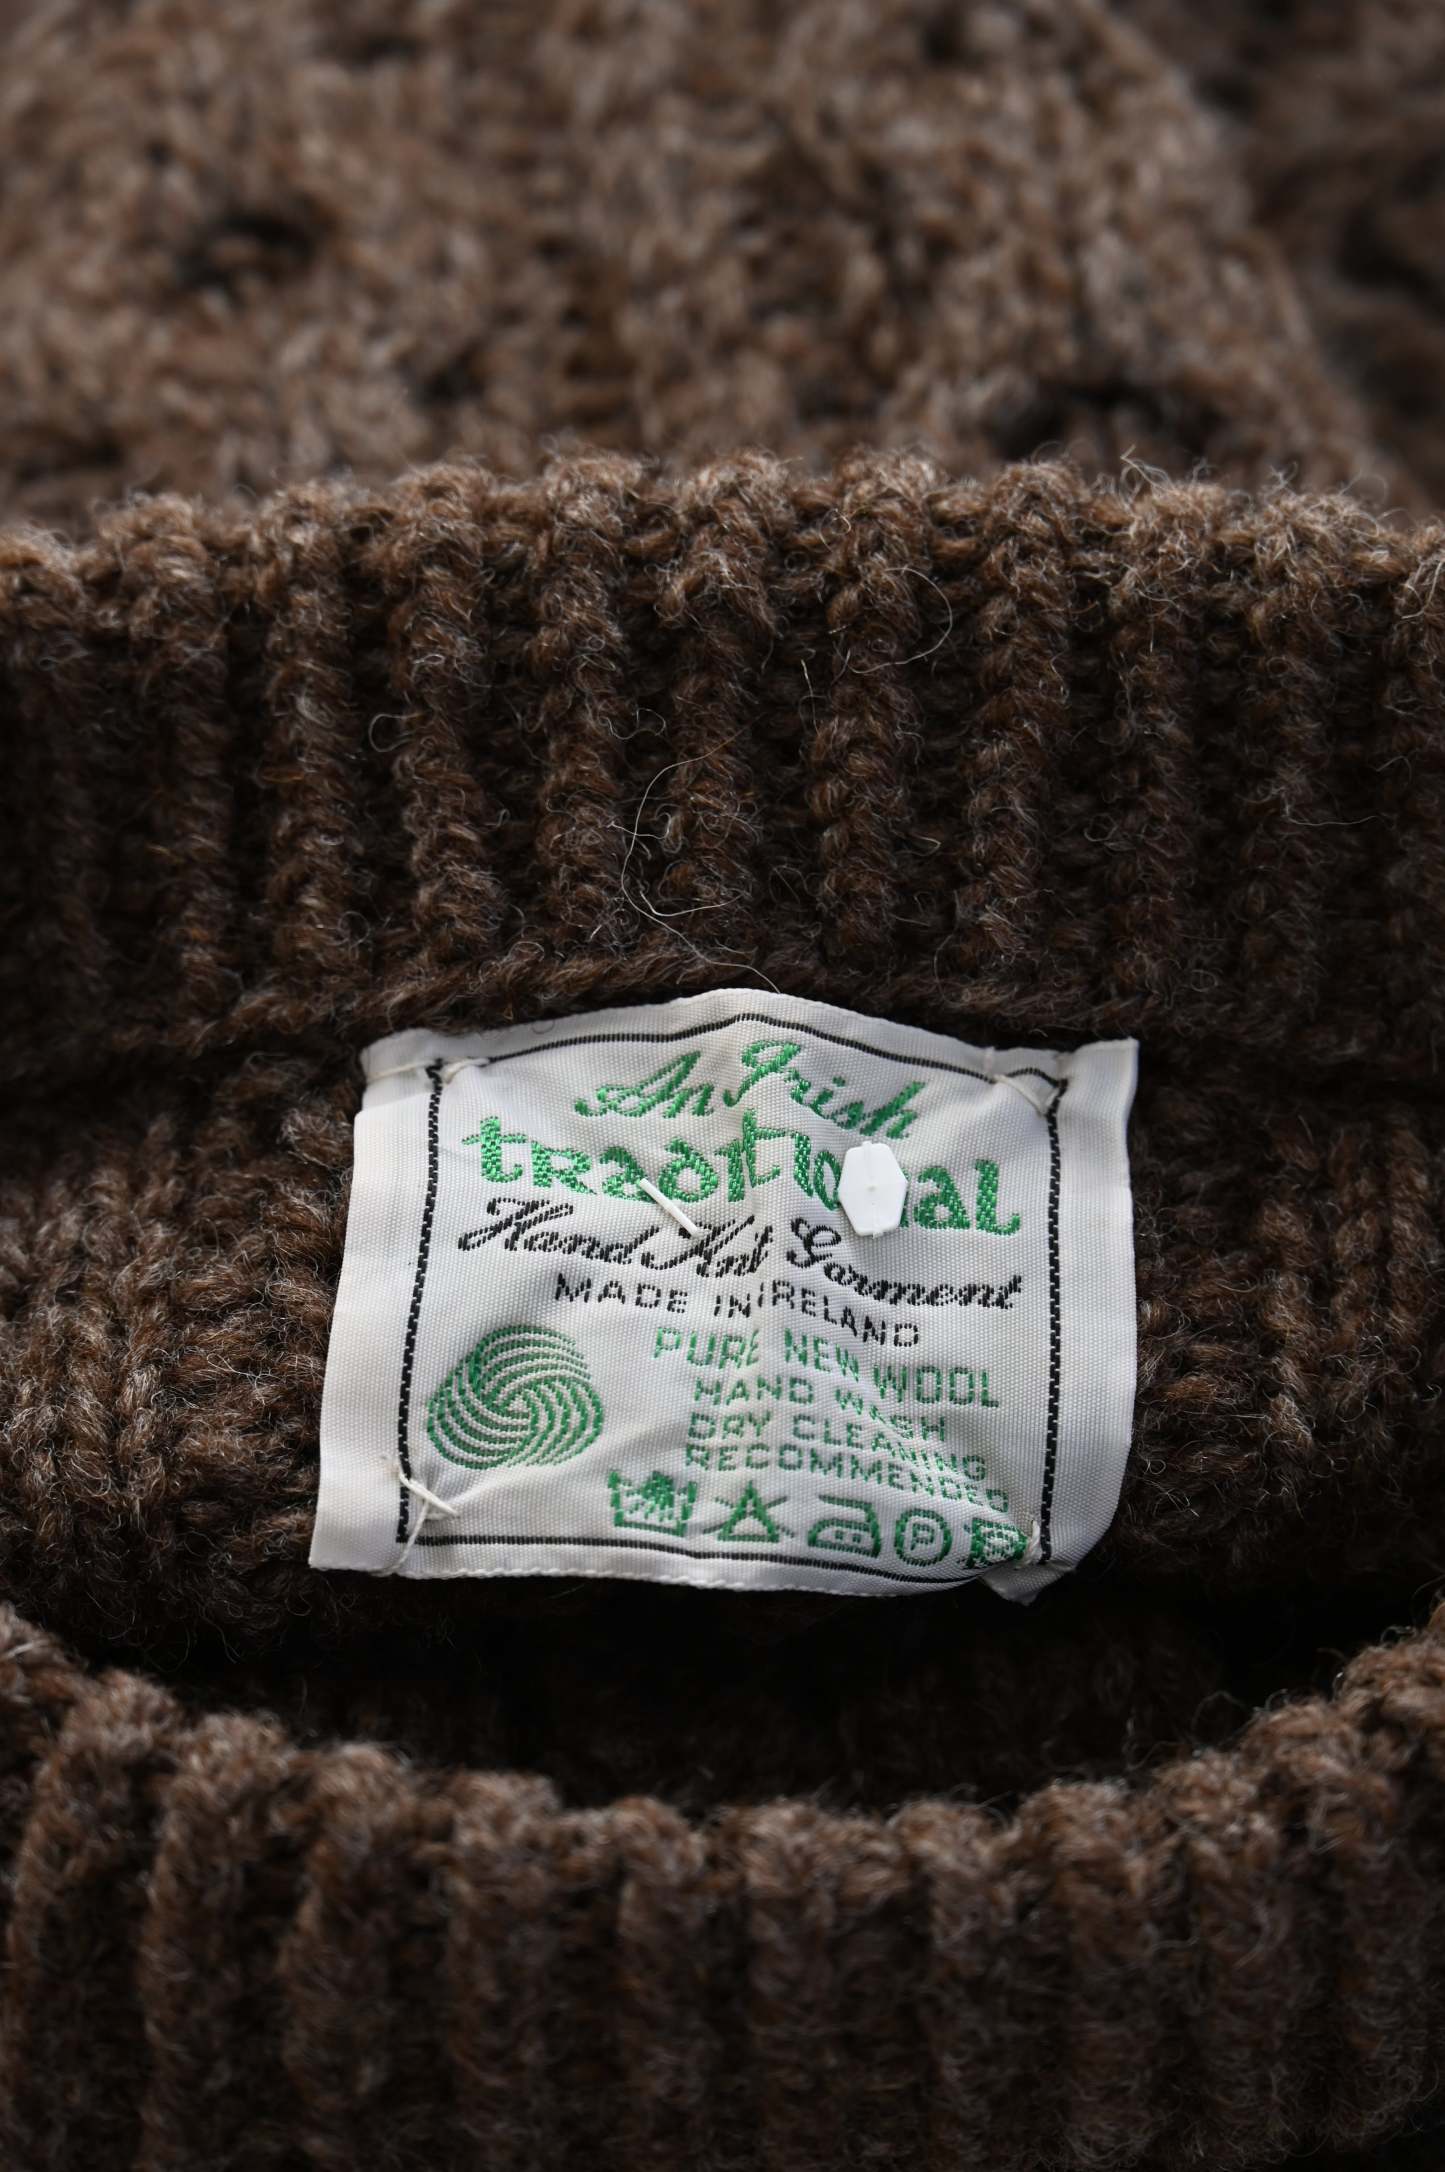 An Irish
traditional
Hand Knit Garment
MADE IN IRELAND
PURE NEW WOOL
HAND WASH
DRY CLEANING
RECOMMENDED
P